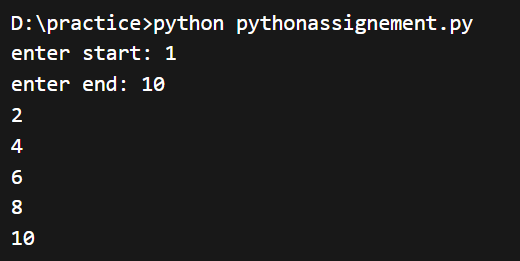 D:\practice>python pythonassignement.py
enter start: 1
enter end: 10
2
4
6
8
10